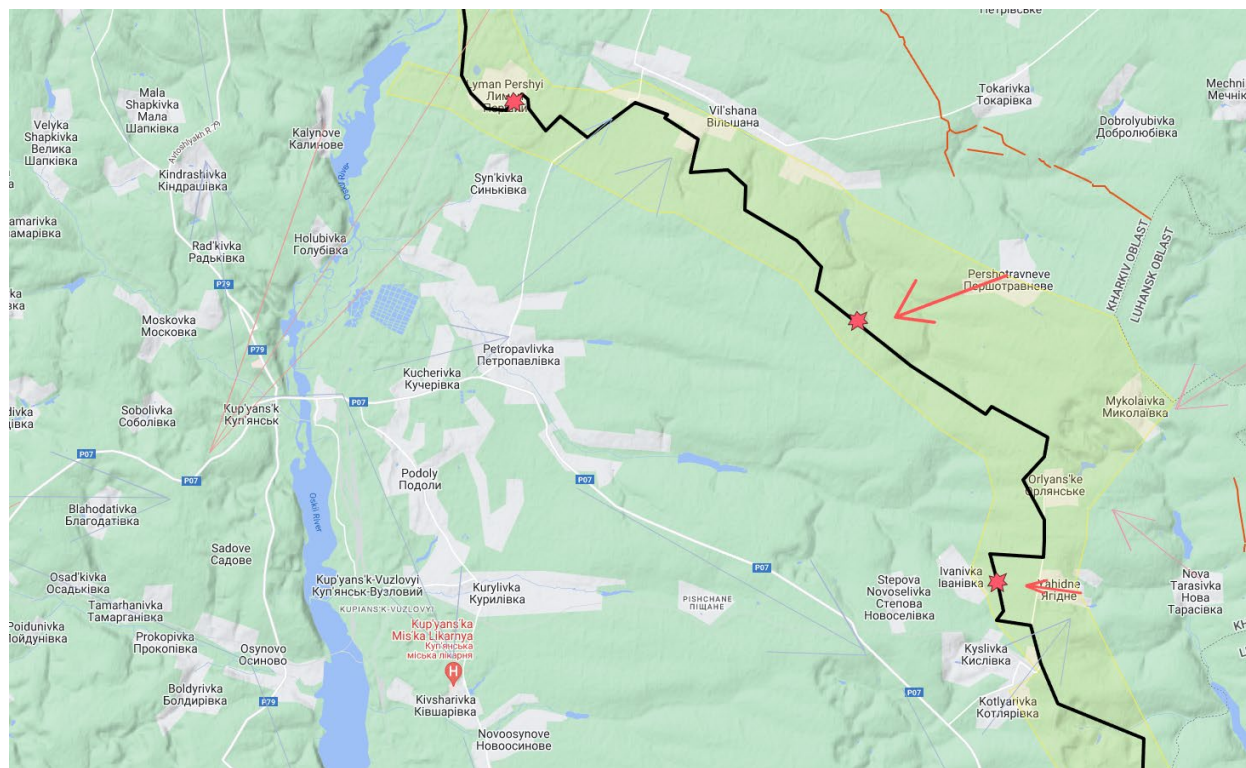 Петрівське
Lyman Pershyi
Mala
Shapkivka
Мала
Шапківка
Velyka
Shapkivka
Велика
Шапківка
Avtoshlyakh R 79
Kalynove
Калинове
Vil'shana
Вільшана
Tokarivka
Токарівка
Dobrolyubivka
Добролюбівка
Kindrashivka
Кіндрашівка
Oskil River
Syn'kivka
Синьківка
Rad'kivka
Радьківка
Holubivka
Голубівка
P79
KHARKIV OBLAST
LUHANSK OBLAST
Pershotravneve
Першотравневе
Moskovka
Московка
P79
Petropavlivka
Петропавлівка
Kucherivka
Кучерівка
Sobolivka
Соболівка
Kup'yans'k
Куп'янськ
P07
Mykolaivka
Миколаївка
P07
P07
Podoly
Подоли
P07
Orlyans'ke
Орлянське
Blahodativka
Благодатівка
Oskil River
Sadove
Садове
Osad'kivka
Осадьківка
Tamarhanivka
Тамарганівка
Kup'yans'k-Vuzlovyi
Куп'янськ-Вузловий
KUPIANS'K-VUZLOVYI
Kurylivka
Курилівка
P07
PISHCHANE
ПІЩАНЕ
Stepova
Novoselivka
Степова
Новоселівка
Ivanivka
Іванівка
Yahidne
Ягідне
Nova
Tarasivka
Нова
Тарасівка
Prokopivka
Прокопівка
Osynovo
Осиново
Kup'yans'ka
Mis'ka Likarnya
Куп'янська
міська лікарня
H
Kyslivka
Кислівка
Boldyrivka
Болдирівка
P79
Kivsharivka
Ківшарівка
P07
Kotlyarivka
Котлярівка
Novoosynove
Новоосинове